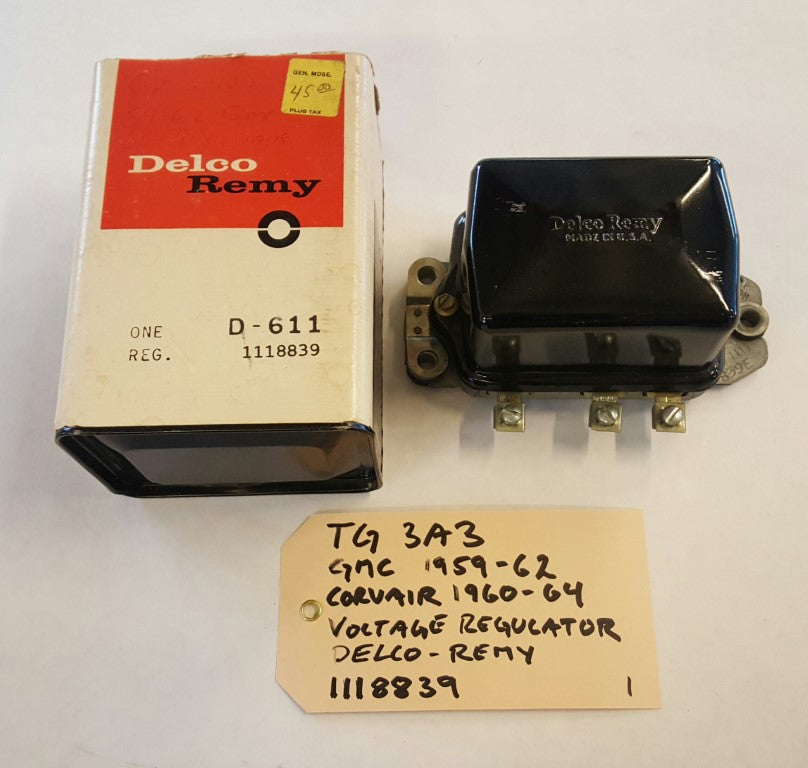 GEN. MDSE.
45 00
PLUS TAX
Delco
Remy
ONE D-611
REG. 1118839
Delco Remy
MADE IN U.S.A.
TG 3A3
GMC 1959-62
CORVAIR 1960-64
VOLTAGE REGULATOR
DELCO-REMY
1118839 1